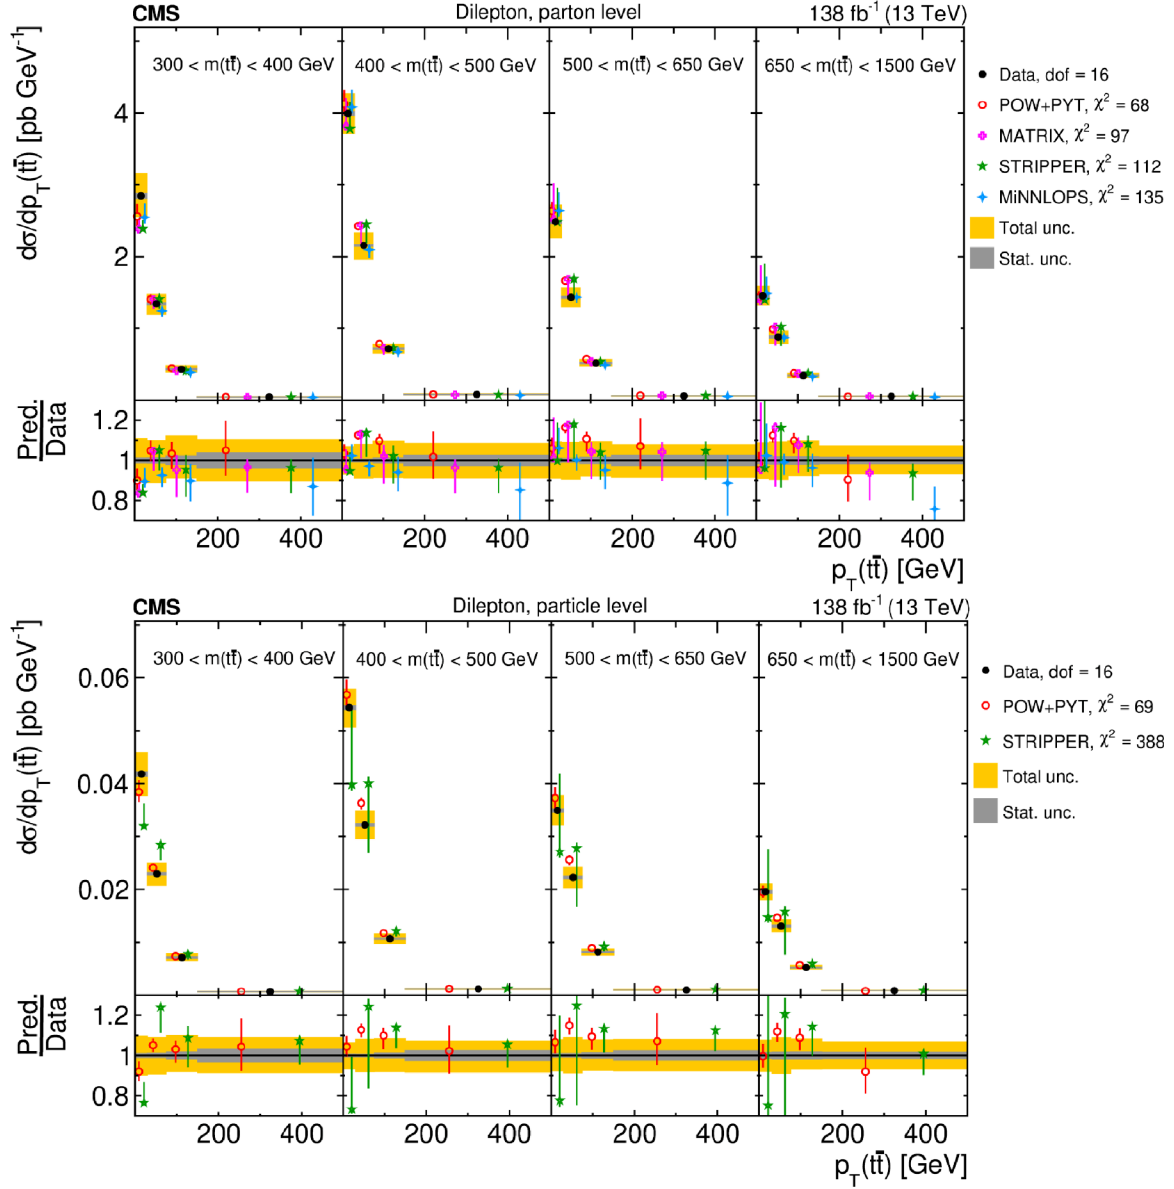 CMS Dilepton, parton level 138 fb⁻¹ (13 TeV)
300 < m(tt̄) < 400 GeV 400 < m(tt̄) < 500 GeV 500 < m(tt̄) < 650 GeV 650 < m(tt̄) < 1500 GeV
dσ/dp_T(tt̄) [pb GeV⁻¹]
4
2
Data, dof = 16
POW+PYT, χ² = 68
MATRIX, χ² = 97
STRIPPER, χ² = 112
MiNNLOPS, χ² = 135
Total unc.
Stat. unc.
Pred.
Data
1.2
1
0.8
200 400 200 400 200 400 200 400
p_T(tt̄) [GeV]
CMS Dilepton, particle level 138 fb⁻¹ (13 TeV)
300 < m(tt̄) < 400 GeV 400 < m(tt̄) < 500 GeV 500 < m(tt̄) < 650 GeV 650 < m(tt̄) < 1500 GeV
dσ/dp_T(tt̄) [pb GeV⁻¹]
0.06
0.04
0.02
Data, dof = 16
POW+PYT, χ² = 69
STRIPPER, χ² = 388
Total unc.
Stat. unc.
Pred.
Data
1.2
1
0.8
200 400 200 400 200 400 200 400
p_T(tt̄) [GeV]